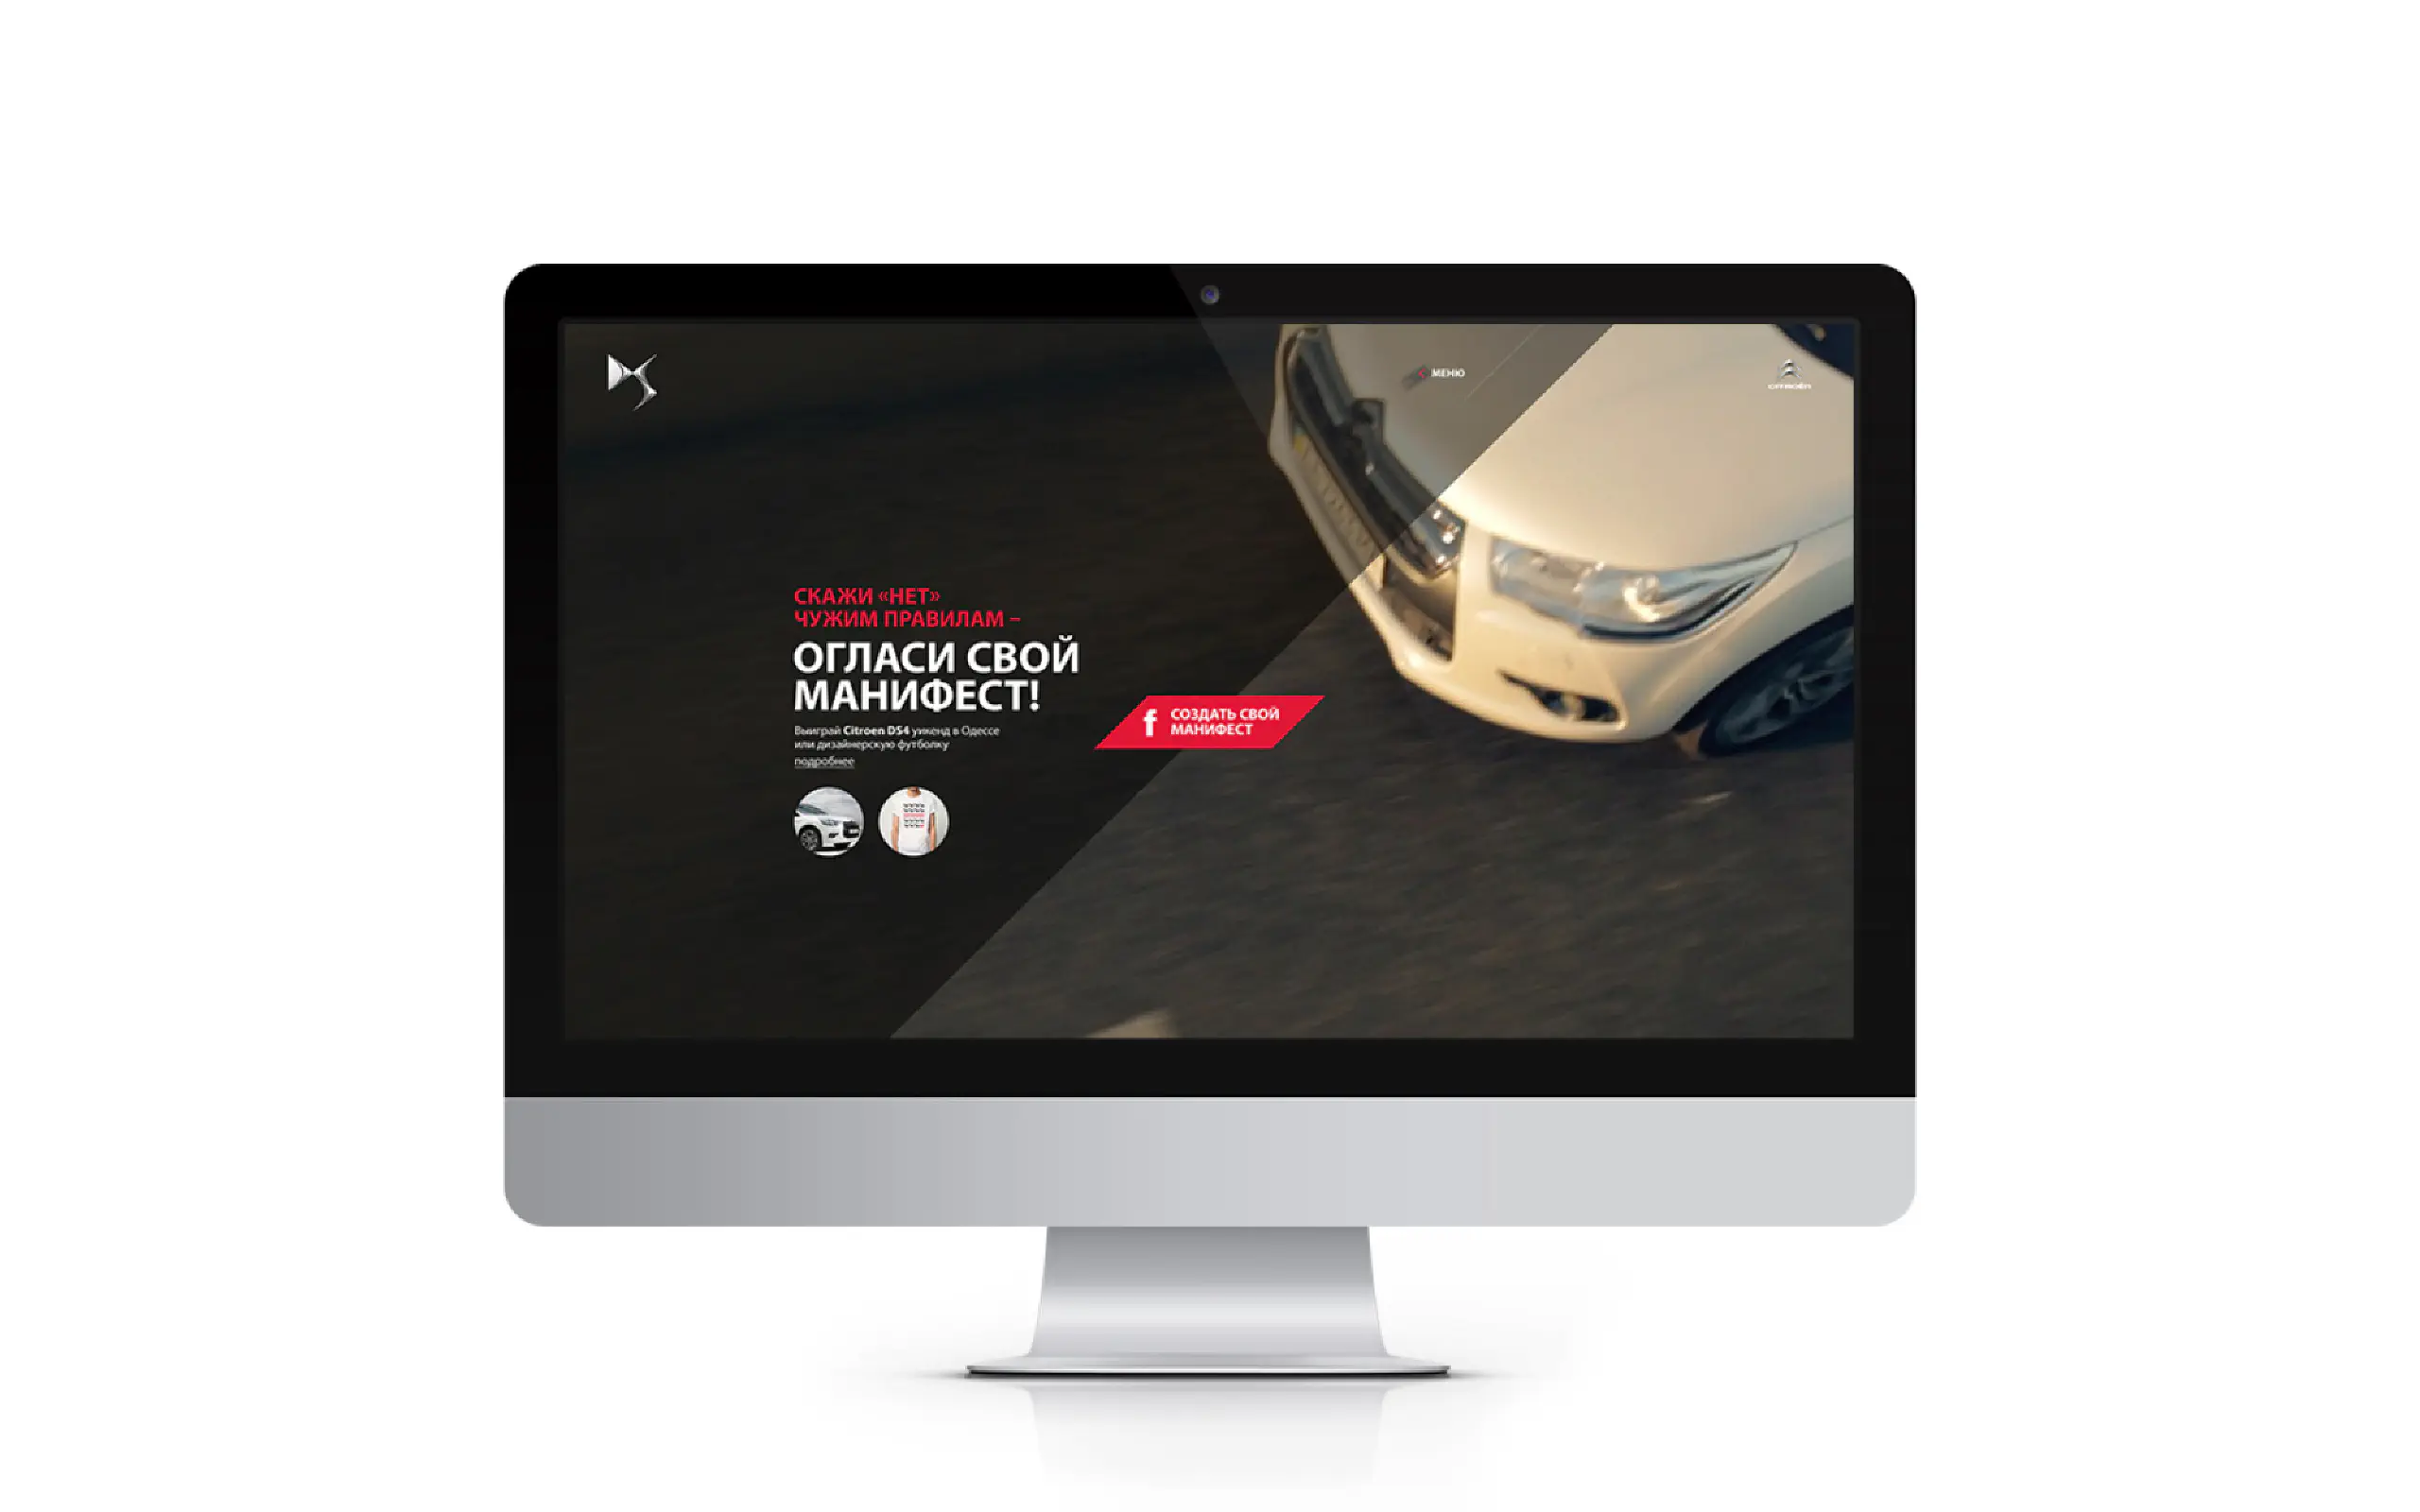 МЕНЮ
CITROËN
СКАЖИ «НЕТ»
ЧУЖИМ ПРАВИЛАМ –
ОГЛАСИ СВОЙ
МАНИФЕСТ!
Выиграй Citroen DS4 уикенд в Одессе
или дизайнерскую футболку
подробнее
f СОЗДАТЬ СВОЙ
МАНИФЕСТ